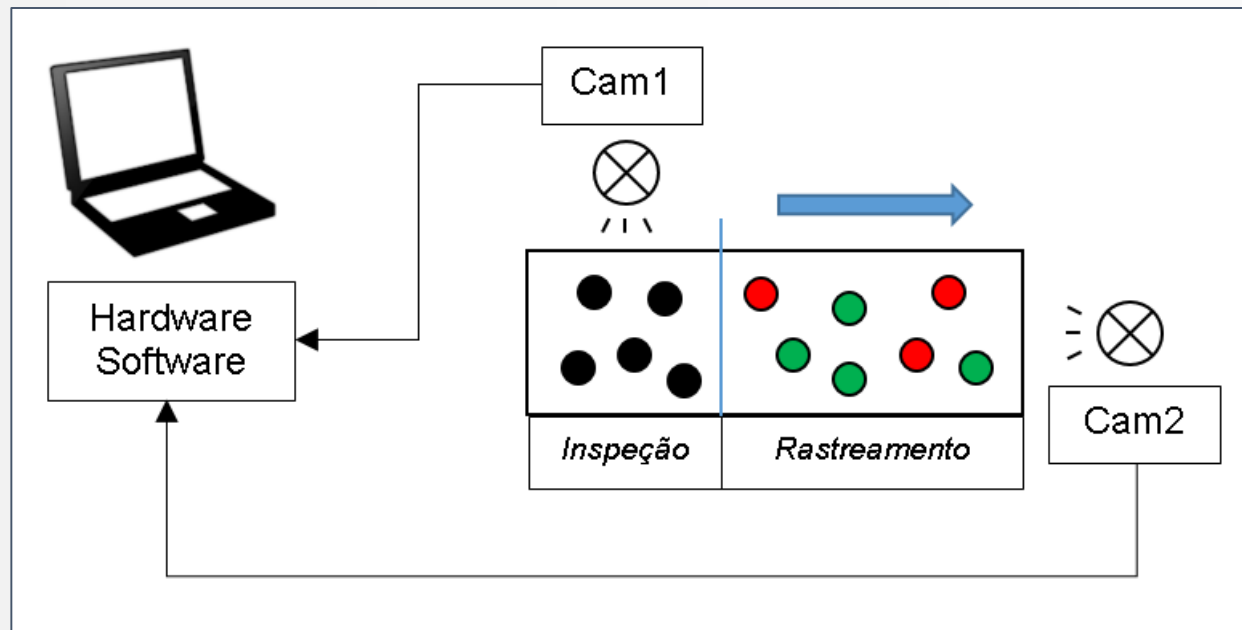 Cam1
Hardware
Software
Cam2
Inspeção
Rastreamento